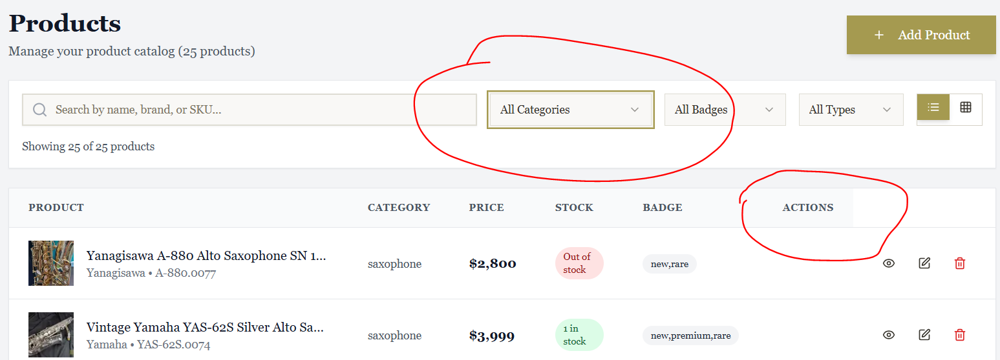 Products
Manage your product catalog (25 products)
+ Add Product
Search by name, brand, or SKU...
All Categories
All Badges
All Types
Showing 25 of 25 products
PRODUCT CATEGORY PRICE STOCK BADGE ACTIONS
Yanagisawa A-880 Alto Saxophone SN 1...
Yanagisawa • A-880.0077
saxophone
$2,800
Out of
stock
new,rare
Vintage Yamaha YAS-62S Silver Alto Sa...
Yamaha • YAS-62S.0074
saxophone
$3,999
1 in
stock
new,premium,rare